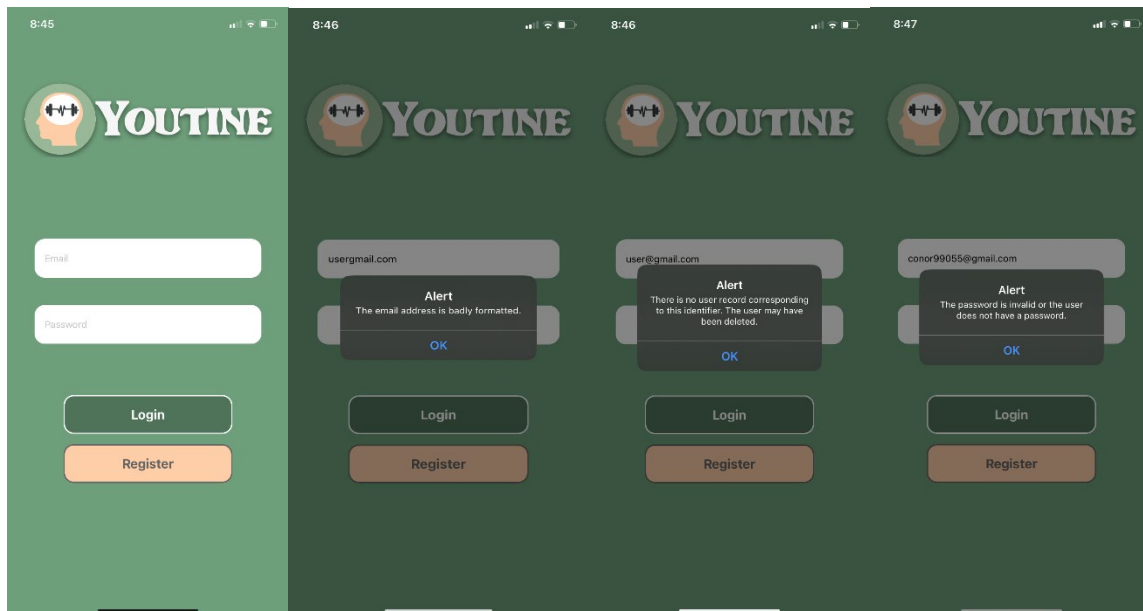 8:45
YOUTINE
Email
Password
Login
Register
8:46
YOUTINE
usergmail.com
Alert
The email address is badly formatted.
OK
Login
Register
8:46
YOUTINE
user@gmail.com
Alert
There is no user record corresponding
to this identifier. The user may have
been deleted.
OK
Login
Register
8:47
YOUTINE
conor99055@gmail.com
Alert
The password is invalid or the user
does not have a password.
OK
Login
Register